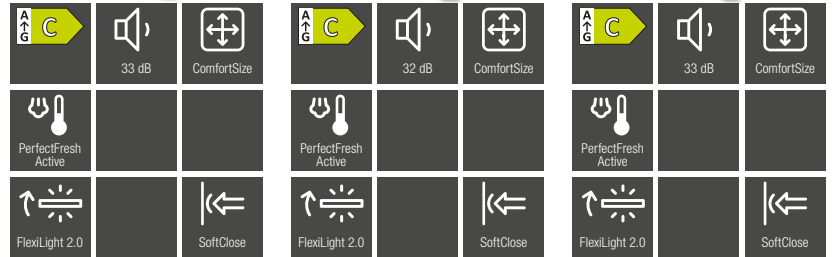 A
G
C
33 dB
ComfortSize
A
G
C
32 dB
ComfortSize
A
G
C
33 dB
ComfortSize
PerfectFresh
Active
PerfectFresh
Active
PerfectFresh
Active
FlexiLight 2.0
SoftClose
FlexiLight 2.0
SoftClose
FlexiLight 2.0
SoftClose